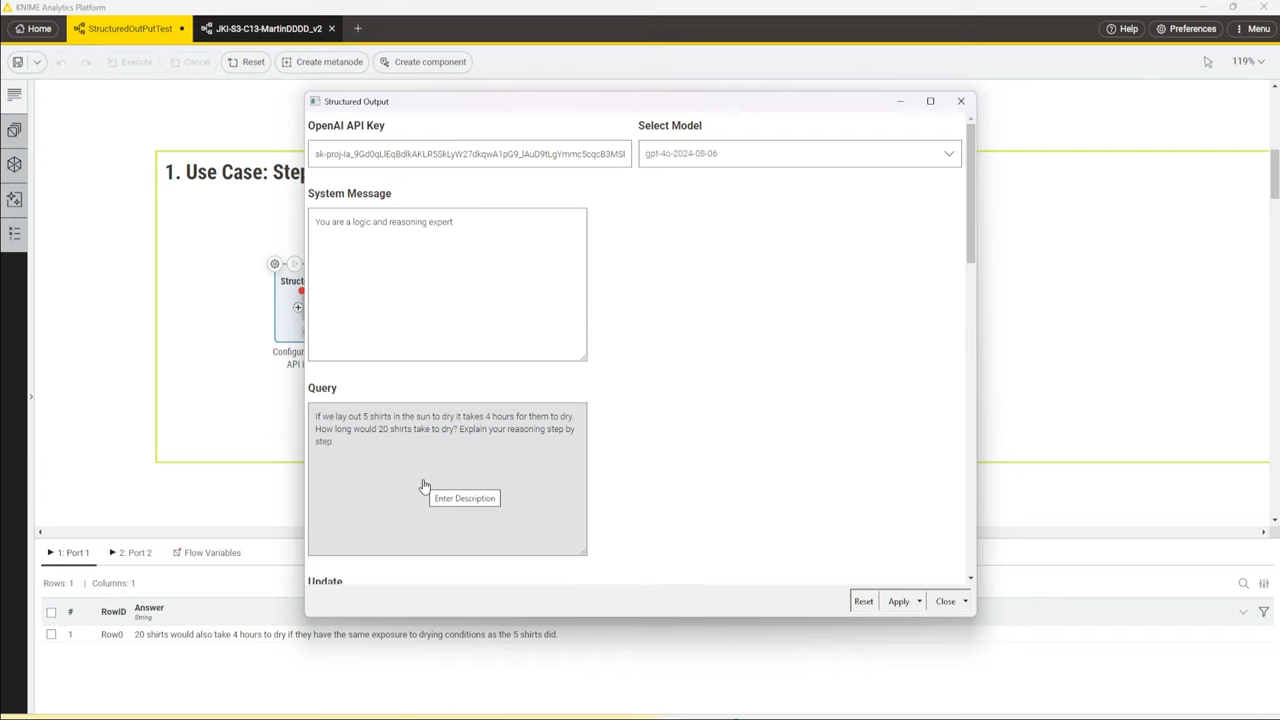 KNIME Analytics Platform
Home
StructuredOutPutTest
JKI-S3-C13-MartinDDDD_v2
Help
Preferences
Menu
Execute
Cancel
Reset
Create metanode
Create component
119%
Structured Output
OpenAI API Key
Select Model
gpt-4o-2024-08-06
1. Use Case: Step
System Message
You are a logic and reasoning expert
Struct
Configur
API i
Query
If we lay out 5 shirts in the sun to dry it takes 4 hours for them to dry.
How long would 20 shirts take to dry? Explain your reasoning step by
step.
Enter Description
Update
Reset
Apply
Close
1: Port 1
2: Port 2
Flow Variables
Rows: 1 | Columns: 1
# RowID Answer
String
1 Row0 20 shirts would also take 4 hours to dry if they have the same exposure to drying conditions as the 5 shirts did.